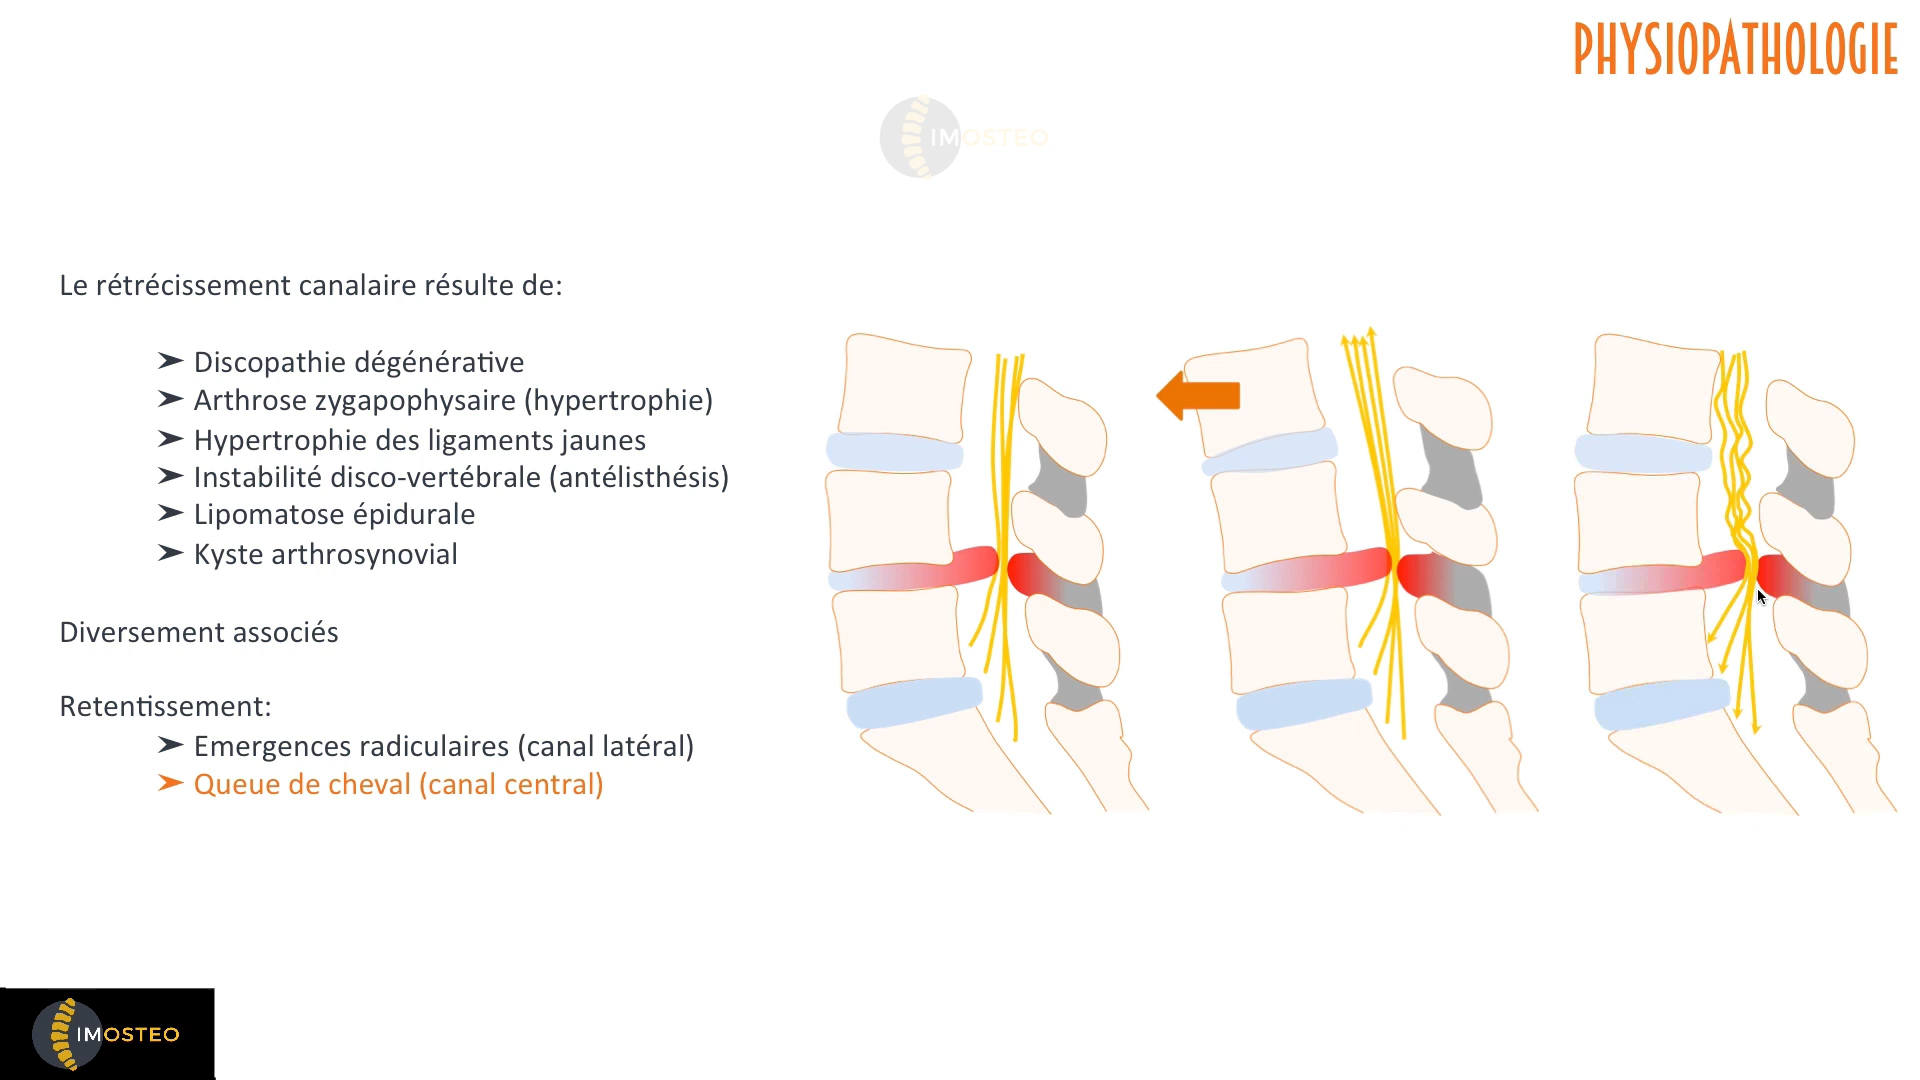 PHYSIOPATHOLOGIE
IMOSTEO
Le rétrécissement canalaire résulte de:
➤ Discopathie dégénérative
➤ Arthrose zygapophysaire (hypertrophie)
➤ Hypertrophie des ligaments jaunes
➤ Instabilité disco-vertébrale (antélisthésis)
➤ Lipomatose épidurale
➤ Kyste arthrosynovial
Diversement associés
Retentissement:
➤ Emergences radiculaires (canal latéral)
➤ Queue de cheval (canal central)
IMOSTEO